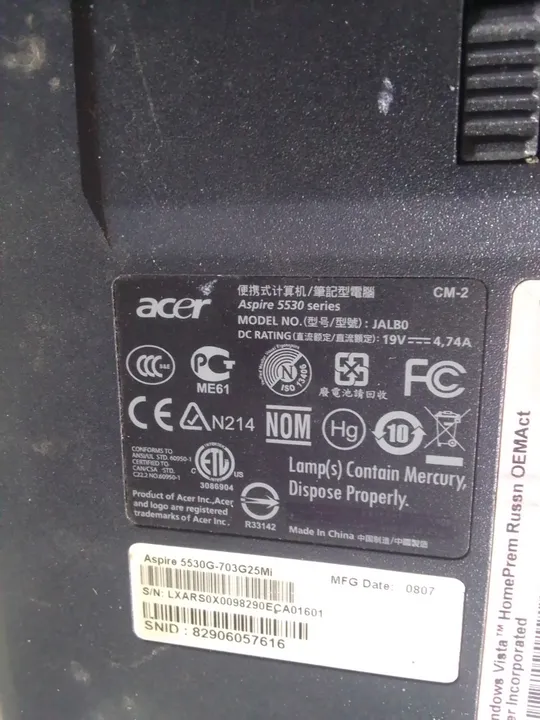 acer
便携式计算机/筆記型電腦
CM-2
Aspire 5530 series
MODEL NO.(型号/型號): JALB0
DC RATING(直流额定/直流額定): 19V⎓4,74A
CCC S&E
PCT
ME61
ISO 13406
廢電池請回收
FC
CE
N214
NOM
Hg
10
CONFORMS TO
ANSI/UL STD. 60950-1
CERTIFIED TO
CAN/CSA STD.
C22.2 NO.60950-1
C
ETL
US
3086904
Lamp(s) Contain Mercury,
Dispose Properly.
Product of Acer Inc., Acer
and logo are registered
trademarks of Acer Inc.
R33142
Made In China 中国制造/中國製造
Aspire 5530G-703G25Mi
MFG Date: 0807
S/N: LXARS0X0098290ECA01601
SNID : 82906057616
ndows Vista™ HomePrem Russn OEMAct
er Incorporated